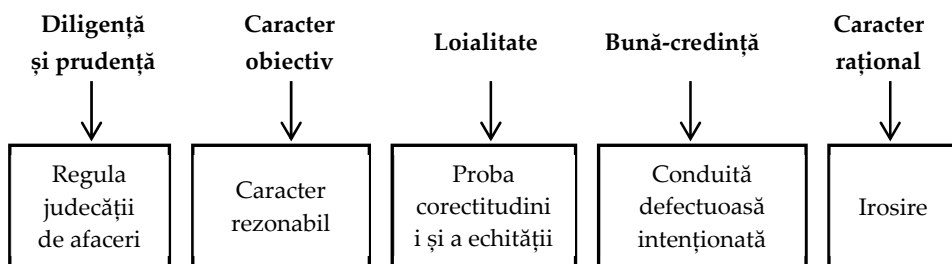 Diligență
și prudență
Caracter
obiectiv
Loialitate
Bună-credință
Caracter
rațional
Regula
judecății
de afaceri
Caracter
rezonabil
Proba
corectitudini
i și a echității
Conduită
defectuoasă
intenționată
Irosire